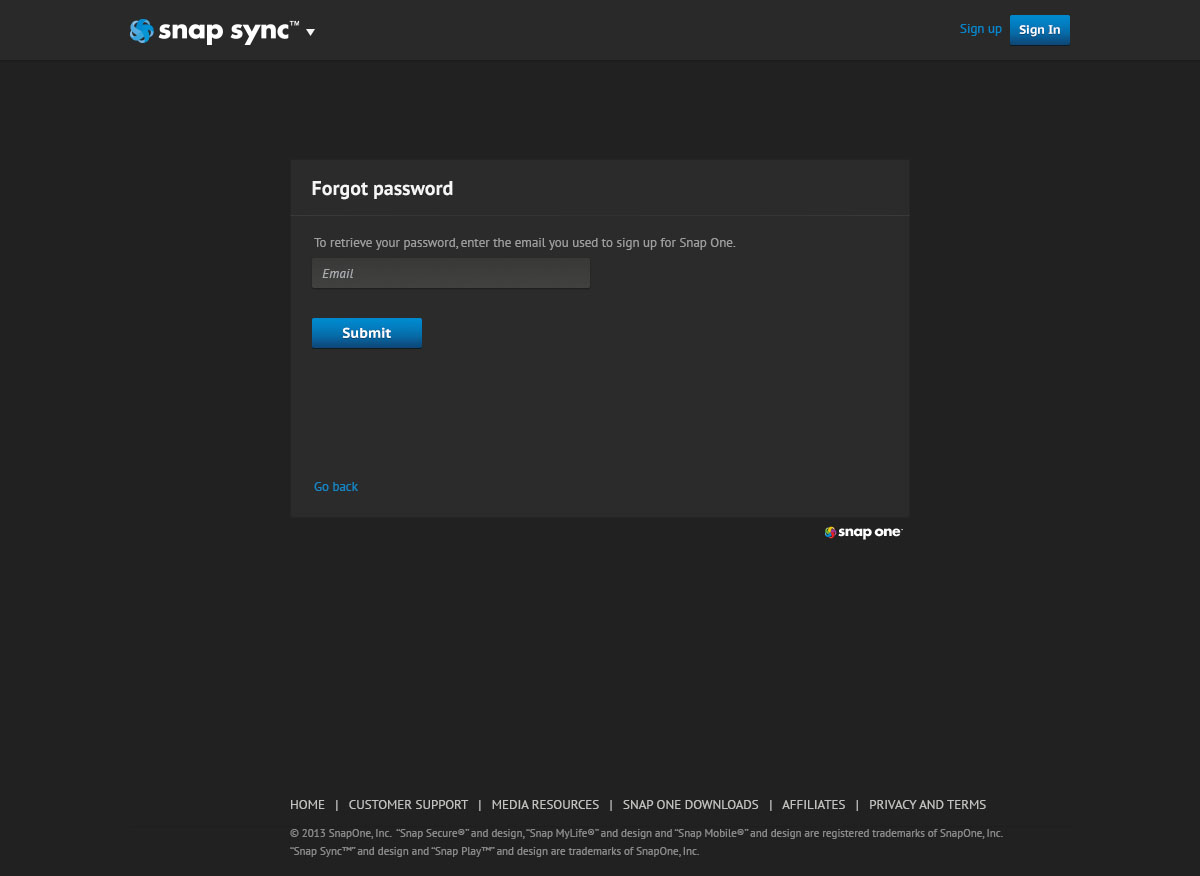 snap sync™
Sign up
Sign In
Forgot password
To retrieve your password, enter the email you used to sign up for Snap One.
Email
Submit
Go back
snap one
HOME | CUSTOMER SUPPORT | MEDIA RESOURCES | SNAP ONE DOWNLOADS | AFFILIATES | PRIVACY AND TERMS
© 2013 SnapOne, Inc. “Snap Secure®” and design, “Snap MyLife®” and design and “Snap Mobile®” and design are registered trademarks of SnapOne, Inc.
“Snap Sync™” and design and “Snap Play™” and design are trademarks of SnapOne, Inc.